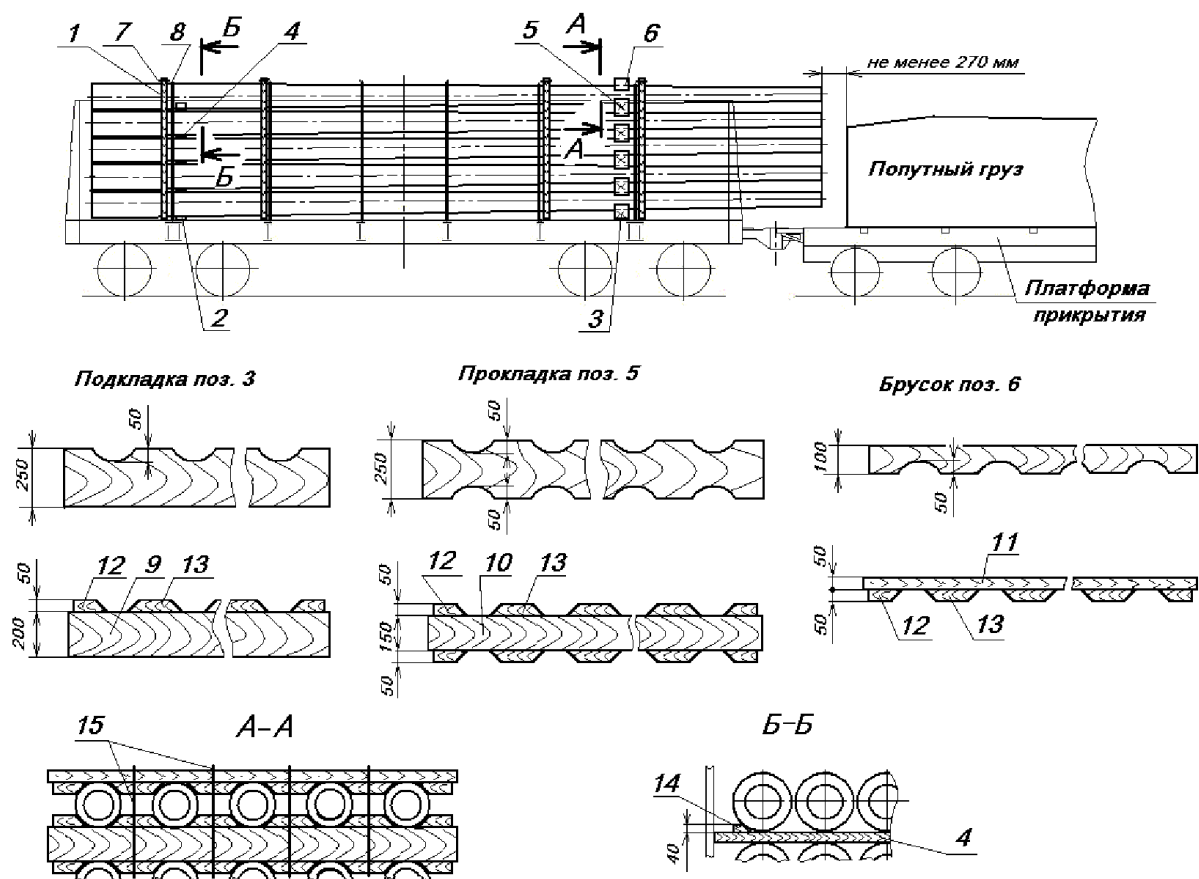 1 7 8 Б 4 5 А 6
не менее 270 мм
Б
А
Попутный груз
2 3
Платформа
прикрытия
Подкладка поз. 3
Прокладка поз. 5
Брусок поз. 6
50
250
50
250
50
100
50
12 9 13
50
200
12 10 13
50
150
50
11
50
50
12 13
15
А-А
Б-Б
14
40
4